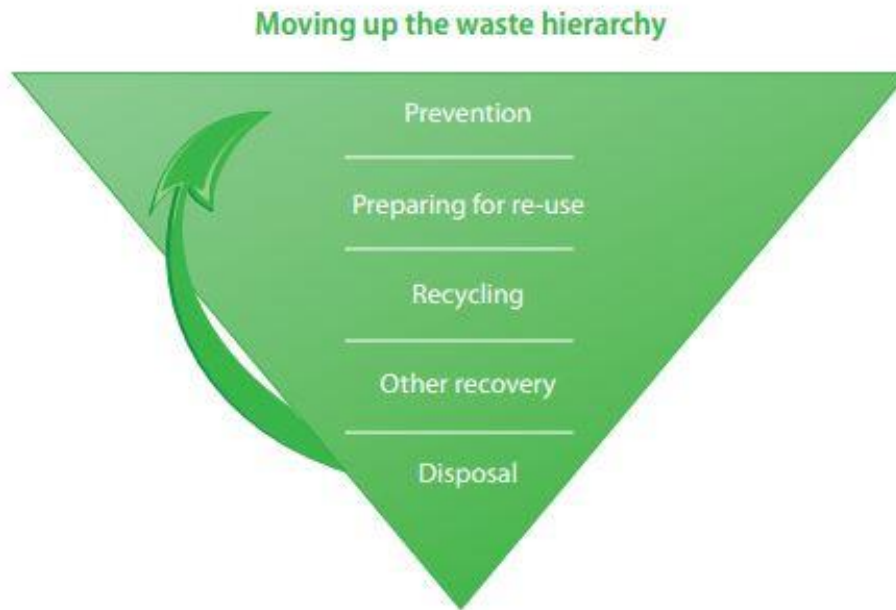 Moving up the waste hierarchy
Prevention
Preparing for re-use
Recycling
Other recovery
Disposal